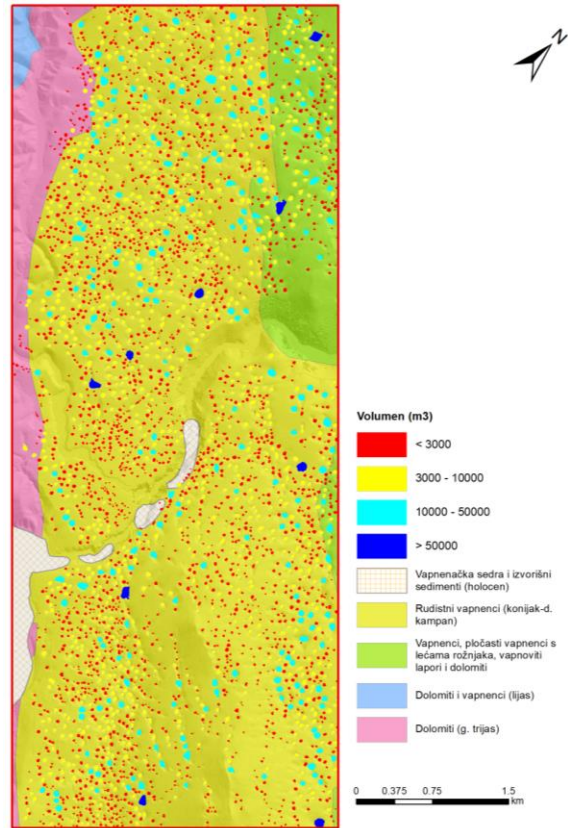 N
Volumen (m3)
< 3000
3000 - 10000
10000 - 50000
> 50000
Vapnenačka sedra i izvorišni
sedimenti (holocen)
Rudistni vapnenci (konijak-d.
kampan)
Vapnenci, pločasti vapnenci s
lećama rožnjaka, vapnoviti
lapori i dolomiti
Dolomiti i vapnenci (lijas)
Dolomiti (g. trijas)
0 0.375 0.75 1.5
km